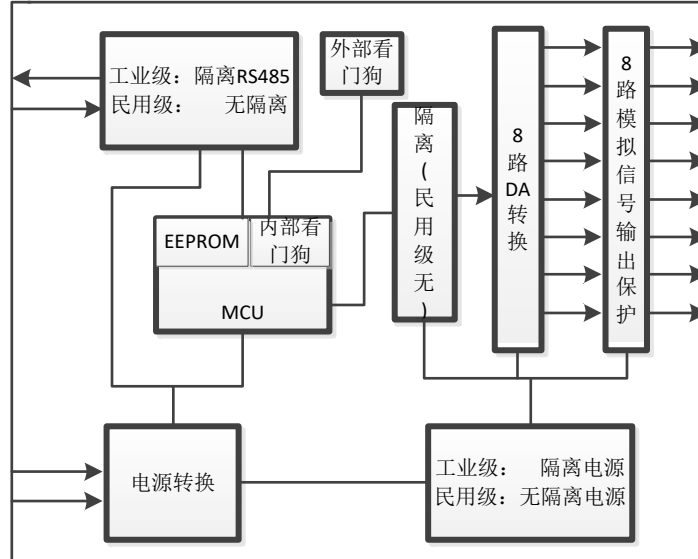 工业级：隔离RS485
民用级：    无隔离
外部看
门狗
隔离(民用级无)
8路DA转换
8路模拟信号输出保护
EEPROM
内部看
门狗
MCU
电源转换
工业级：  隔离电源
民用级：无隔离电源